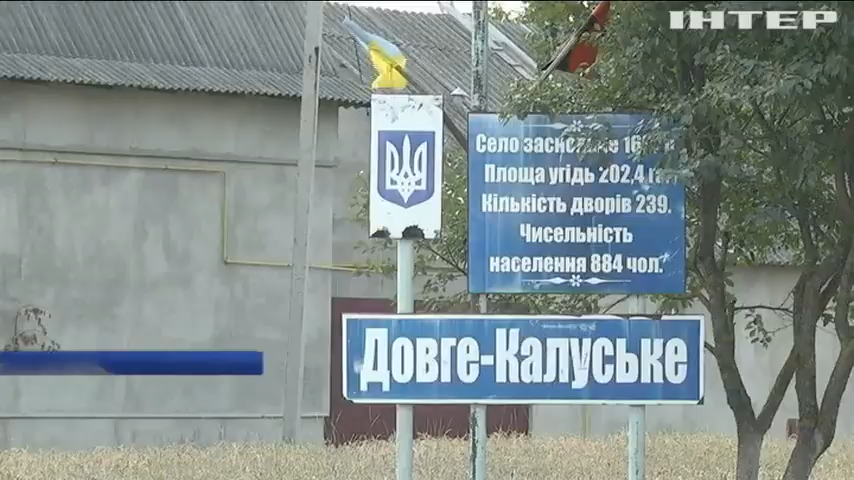 ІНТЕР
Село засноване
Площа угідь 202,4 га,
Кількість дворів 239.
Чисельність
населення 884 чол.
Довге-Калуське